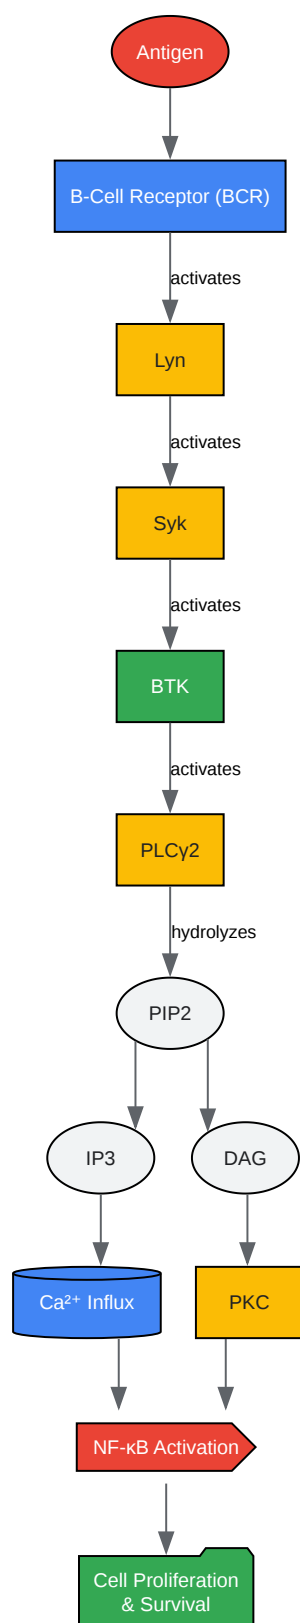 Antigen
B-Cell Receptor (BCR)
activates
Lyn
activates
Syk
activates
BTK
activates
PLCγ2
hydrolyzes
PIP2
IP3
DAG
Ca²⁺ Influx
PKC
NF-κB Activation
Cell Proliferation
& Survival